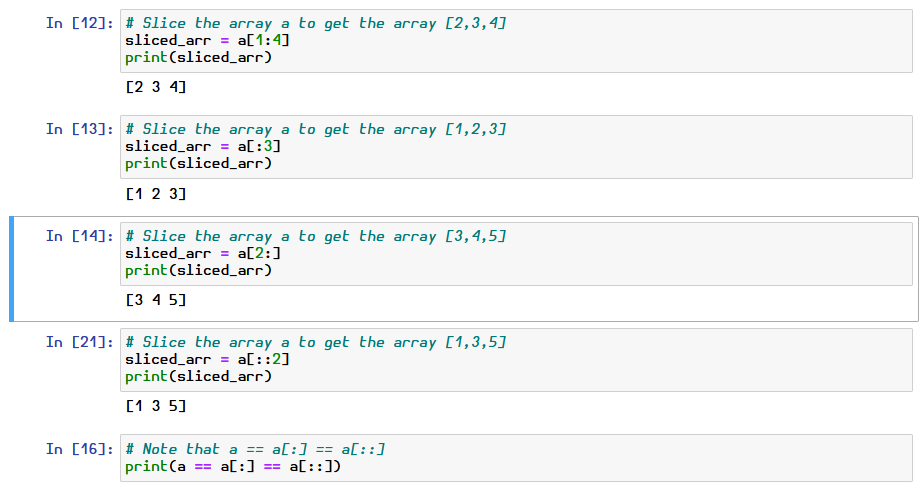 In [12]: # Slice the array a to get the array [2,3,4]
sliced_arr = a[1:4]
print(sliced_arr)
[2 3 4]
In [13]: # Slice the array a to get the array [1,2,3]
sliced_arr = a[:3]
print(sliced_arr)
[1 2 3]
In [14]: # Slice the array a to get the array [3,4,5]
sliced_arr = a[2:]
print(sliced_arr)
[3 4 5]
In [21]: # Slice the array a to get the array [1,3,5]
sliced_arr = a[::2]
print(sliced_arr)
[1 3 5]
In [16]: # Note that a == a[:] == a[::]
print(a == a[:] == a[::])